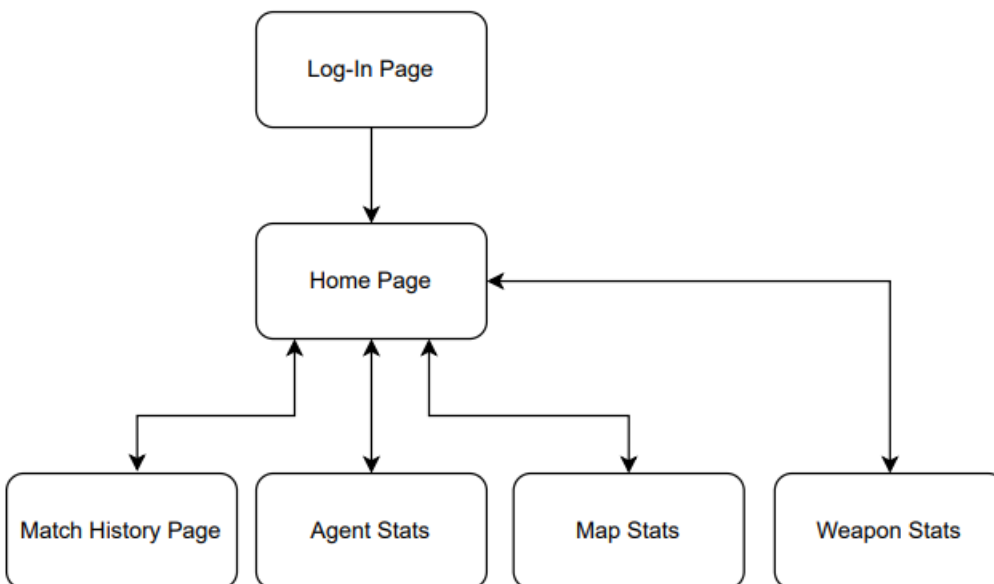 Log-In Page
Home Page
Match History Page
Agent Stats
Map Stats
Weapon Stats